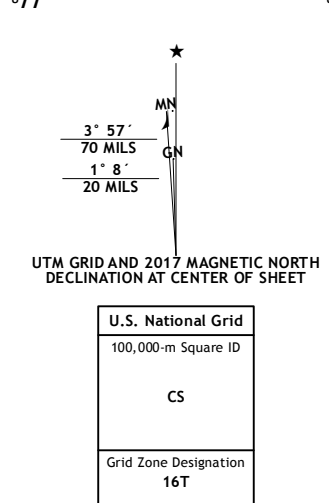 MN
3° 57´
70 MILS
GN
1° 8´
20 MILS
UTM GRID AND 2017 MAGNETIC NORTH
DECLINATION AT CENTER OF SHEET
U.S. National Grid
100,000-m Square ID
CS
Grid Zone Designation
16T